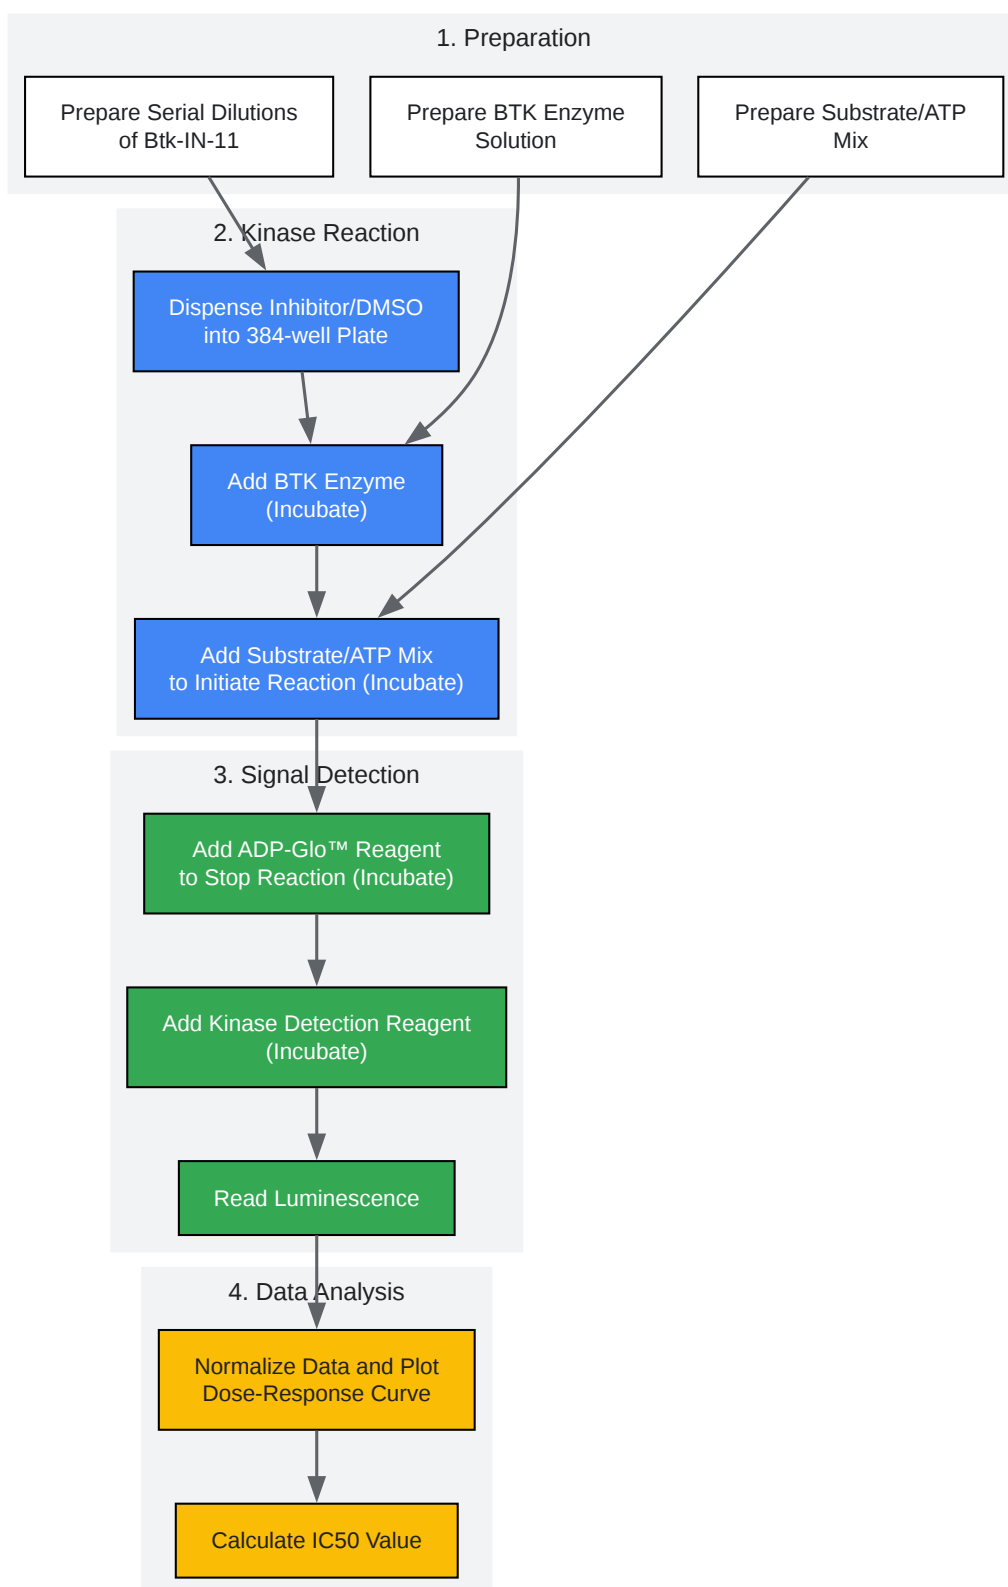 1. Preparation
Prepare Serial Dilutions
of Btk-IN-11
Prepare BTK Enzyme
Solution
Prepare Substrate/ATP
Mix
2. Kinase Reaction
Dispense Inhibitor/DMSO
into 384-well Plate
Add BTK Enzyme
(Incubate)
Add Substrate/ATP Mix
to Initiate Reaction (Incubate)
3. Signal Detection
Add ADP-Glo™ Reagent
to Stop Reaction (Incubate)
Add Kinase Detection Reagent
(Incubate)
Read Luminescence
4. Data Analysis
Normalize Data and Plot
Dose-Response Curve
Calculate IC50 Value